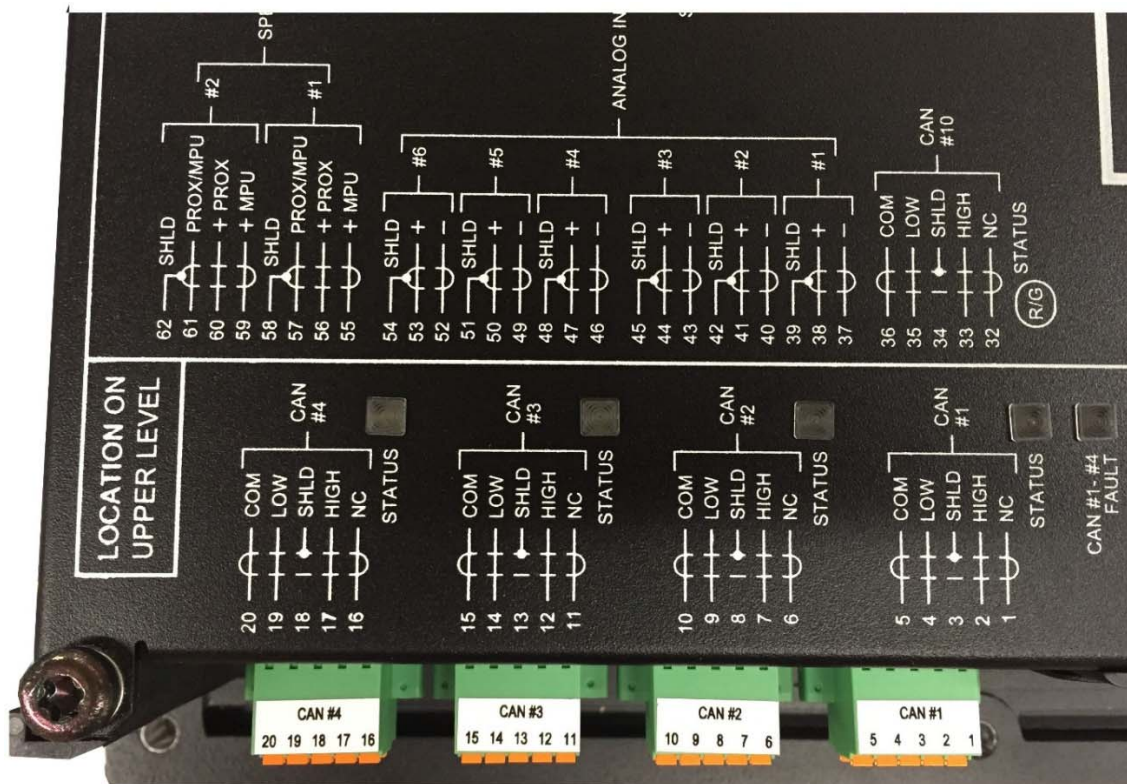 SHLD
PROX/MPU
+ PROX
+ MPU
SHLD
PROX/MPU
+ PROX
+ MPU
#2
#1
62
61
60
59
58
57
56
55
SHLD
+
-
SHLD
+
-
SHLD
+
-
SHLD
+
-
SHLD
+
-
SHLD
+
-
#6
#5
#4
#3
#2
#1
ANALOG
54
53
52
51
50
49
48
47
46
45
44
43
42
41
40
39
38
37
COM
LOW
SHLD
HIGH
NC
CAN
#10
36
35
34
33
32
R/G
STATUS
LOCATION ON
UPPER LEVEL
COM
LOW
SHLD
HIGH
NC
CAN
#4
STATUS
20
19
18
17
16
COM
LOW
SHLD
HIGH
NC
CAN
#3
STATUS
15
14
13
12
11
COM
LOW
SHLD
HIGH
NC
CAN
#2
STATUS
10
9
8
7
6
COM
LOW
SHLD
HIGH
NC
CAN
#1
STATUS
5
4
3
2
1
CAN #1- #4
FAULT
CAN #4
20 19 18 17 16
CAN #3
15 14 13 12 11
CAN #2
10 9 8 7 6
CAN #1
5 4 3 2 1